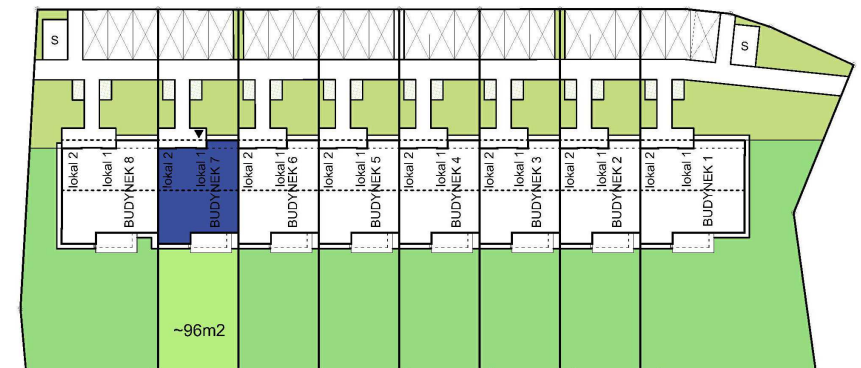 S
S
lokal 2
lokal 1
BUDYNEK 8
lokal 2
lokal 1
BUDYNEK 7
lokal 2
lokal 1
BUDYNEK 6
lokal 2
lokal 1
BUDYNEK 5
lokal 2
lokal 1
BUDYNEK 4
lokal 2
lokal 1
BUDYNEK 3
lokal 2
lokal 1
BUDYNEK 2
lokal 2
lokal 1
BUDYNEK 1
~96m2